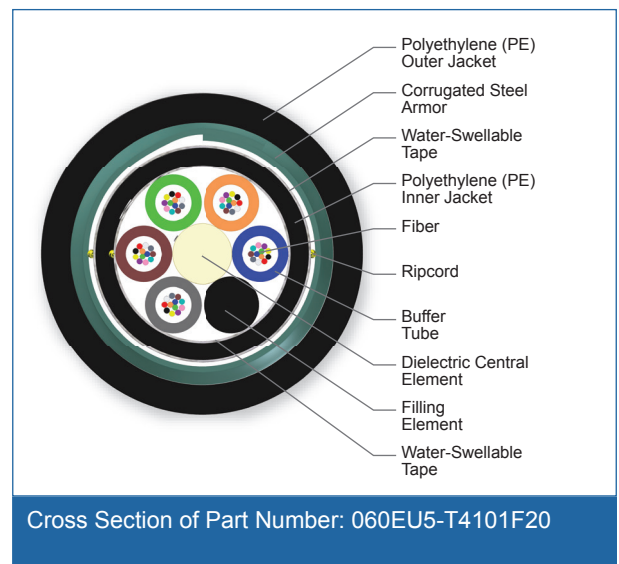 Polyethylene (PE)
Outer Jacket
Corrugated Steel
Armor
Water-Swellable
Tape
Polyethylene (PE)
Inner Jacket
Fiber
Ripcord
Buffer
Tube
Dielectric Central
Element
Filling
Element
Water-Swellable
Tape
Cross Section of Part Number: 060EU5-T4101F20